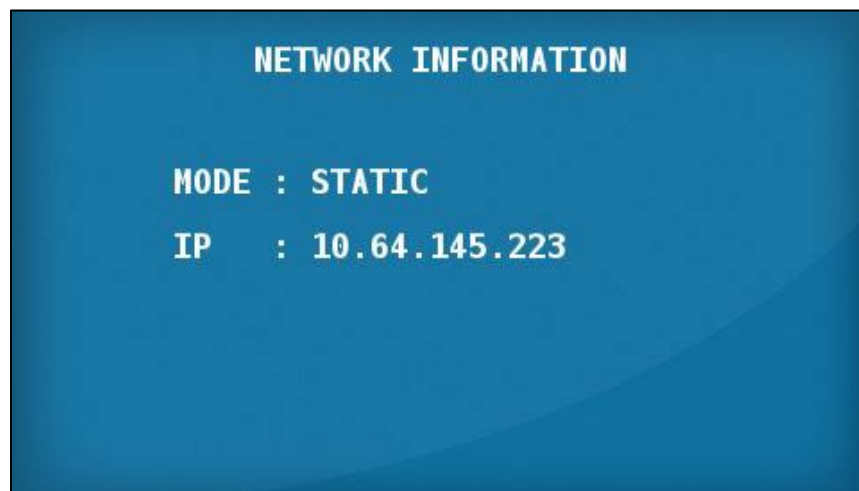 NETWORK INFORMATION
MODE : STATIC
IP : 10.64.145.223